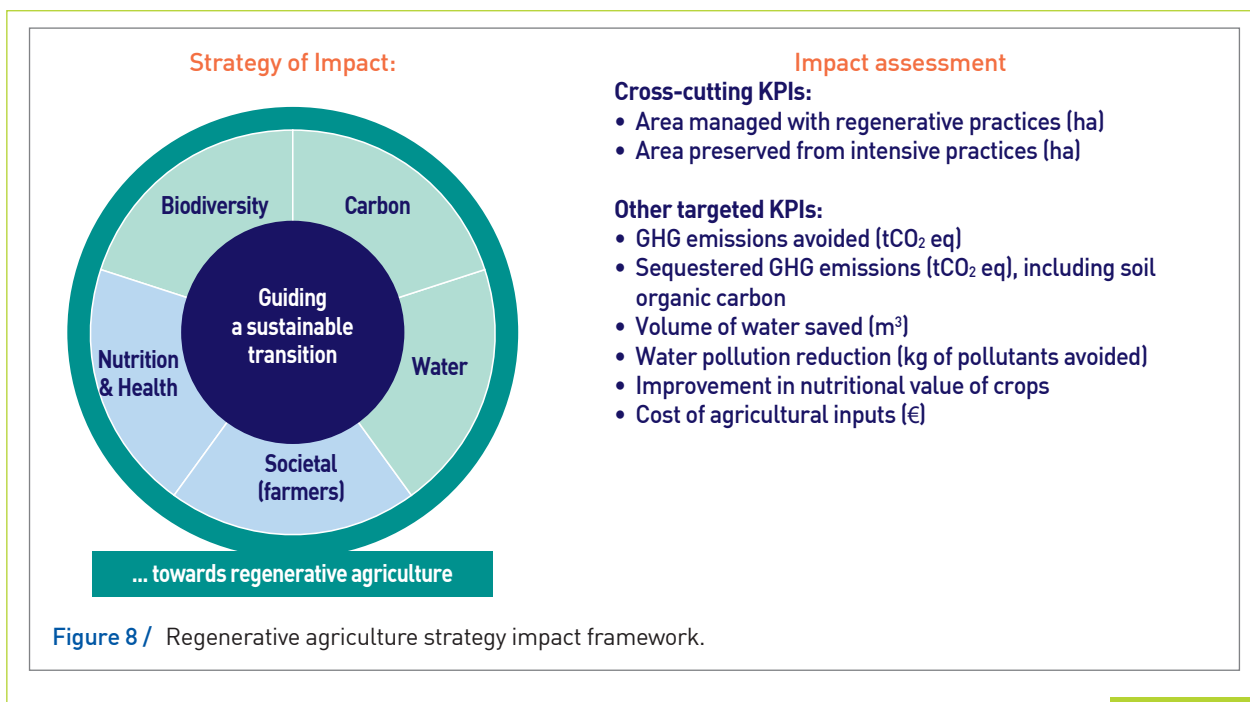 Strategy of Impact:
Biodiversity
Carbon
Guiding
a sustainable
transition
Nutrition
& Health
Water
Societal
(farmers)
... towards regenerative agriculture
Impact assessment
Cross-cutting KPIs:
• Area managed with regenerative practices (ha)
• Area preserved from intensive practices (ha)
Other targeted KPIs:
• GHG emissions avoided (tCO₂ eq)
• Sequestered GHG emissions (tCO₂ eq), including soil
organic carbon
• Volume of water saved (m³)
• Water pollution reduction (kg of pollutants avoided)
• Improvement in nutritional value of crops
• Cost of agricultural inputs (€)
Figure 8 / Regenerative agriculture strategy impact framework.